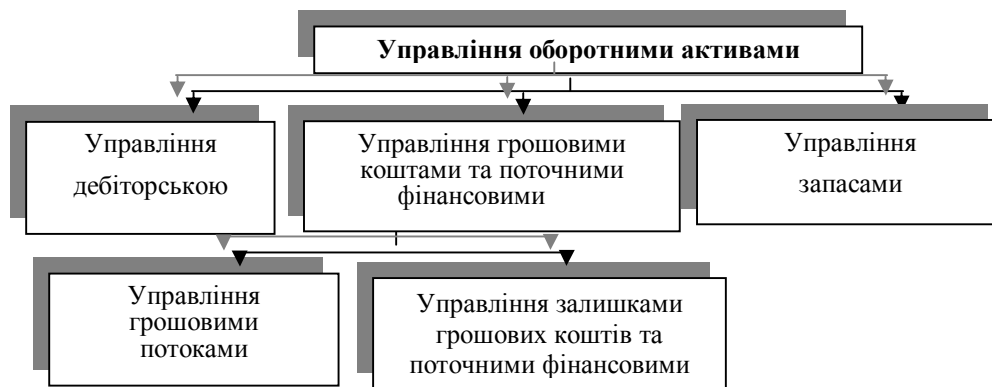 Управління оборотними активами
Управління
дебіторською
Управління грошовими
коштами та поточними
фінансовими
Управління
запасами
Управління
грошовими
потоками
Управління залишками
грошових коштів та
поточними фінансовими